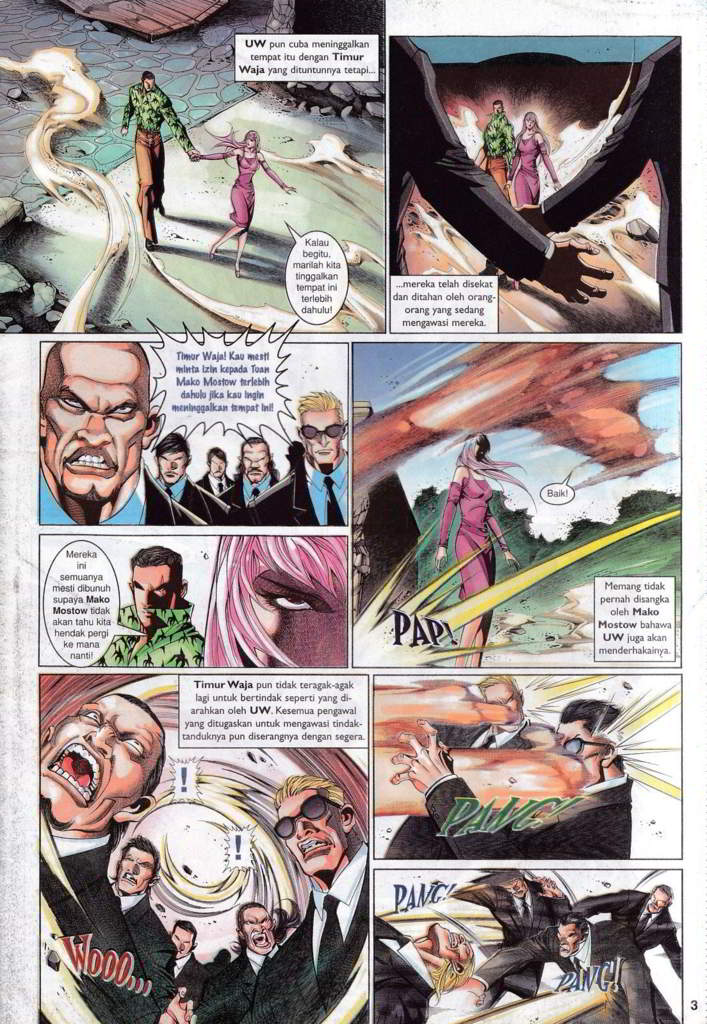 UW pun cuba meninggalkan
tempat itu dengan Timur
Waja yang dituntunnya tetapi...
Kalau
begitu,
marilah kita
tinggalkan
tempat ini
terlebih
dahulu!
...mereka telah disekat
dan ditahan oleh orang-
orang yang sedang
mengawasi mereka.
Timur Waja! Kau mesti
minta izin kepada Tuan
Mako Mostow terlebih
dahulu jika kau ingin
meninggalkan tempat ini!
Baik!
PAP!
Memang tidak
pernah disangka
oleh Mako
Mostow bahawa
UW juga akan
menderhakainya.
Mereka
ini
semuanya
mesti dibunuh
supaya Mako
Mostow tidak
akan tahu kita
hendak pergi
ke mana
nanti!
Timur Waja pun tidak teragak-agak
lagi untuk bertindak seperti yang di-
arahkan oleh UW. Kesemua pengawal
yang ditugaskan untuk mengawasi tindak-
tanduknya pun diserangnya dengan segera.
!
!
WOOO...
PANG!
PANG!
PANG!
3